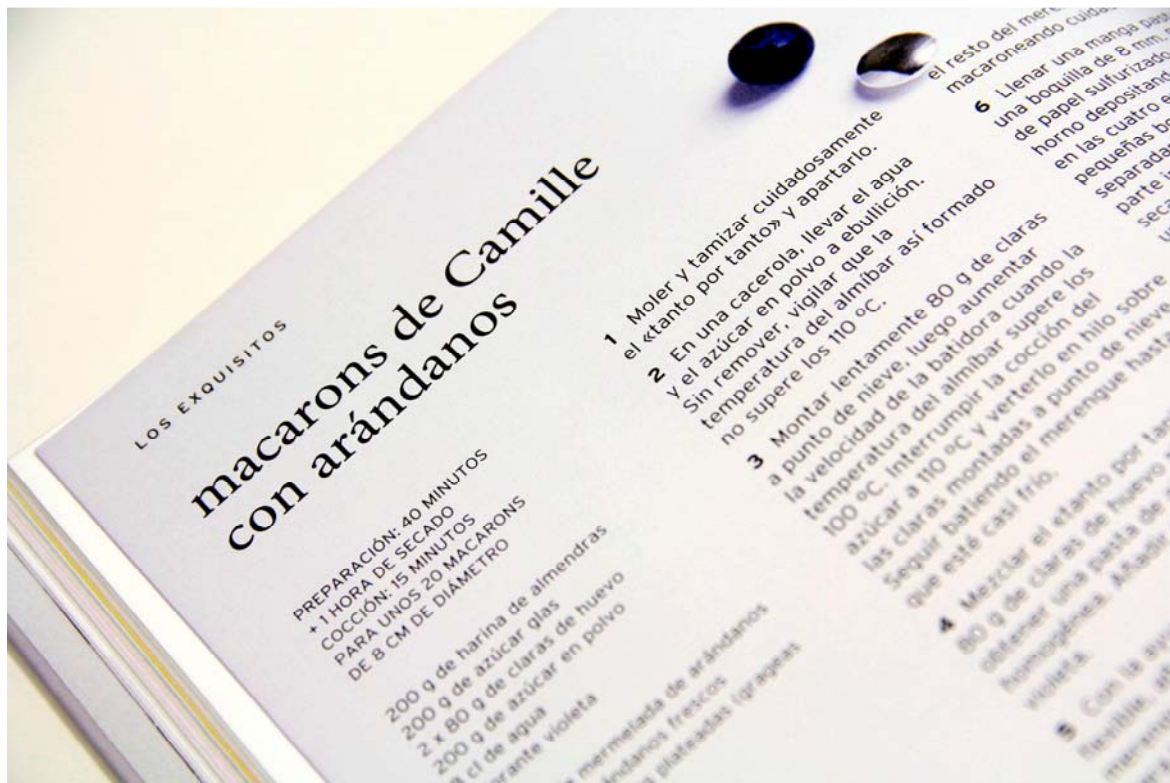 LOS EXQUISITOS
macarons de Camille
con arándanos
PREPARACIÓN: 40 MINUTOS
+ 1 HORA DE SECADO
COCCIÓN: 15 MINUTOS
PARA UNOS 20 MACARONS
DE 8 CM DE DIÁMETRO
200 g de harina de almendras
200 g de azúcar glas
2 x 80 g de claras de huevo
200 g de azúcar en polvo
cl de agua
violeta
mermelada de arándanos
frescos
plateadas (grageas
1 Moler y tamizar cuidadosamente
el «tanto por tanto» y apartarlo.
2 En una cacerola, llevar el agua
y el azúcar en polvo a ebullición.
Sin remover, vigilar que la
temperatura del almíbar así formado
no supere los 110 ºC.
3 Montar lentamente 80 g de claras
a punto de nieve, luego aumentar
la velocidad de la batidora cuando la
temperatura del almíbar supere los
100 ºC. Interrumpir la cocción del
azúcar a 110 ºC y verterlo en hilo sobre
las claras montadas a punto de nieve
Seguir batiendo el merengue hasta
que esté casi frío.
4 Mezclar el «tanto por
80 g de claras de huevo
obtener una pasta de
homogénea. Añadir
violeta.
5 Con la
flexible,
el resto del
macaroneando
6 Llenar una manga
una boquilla de 8 mm.
de papel sulfurizado
horno depositando
en las cuatro
pequeñas
separadas
parte